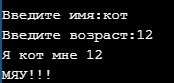 Введите имя:кот
Введите возраст:12
Я кот мне 12
МЯУ!!!